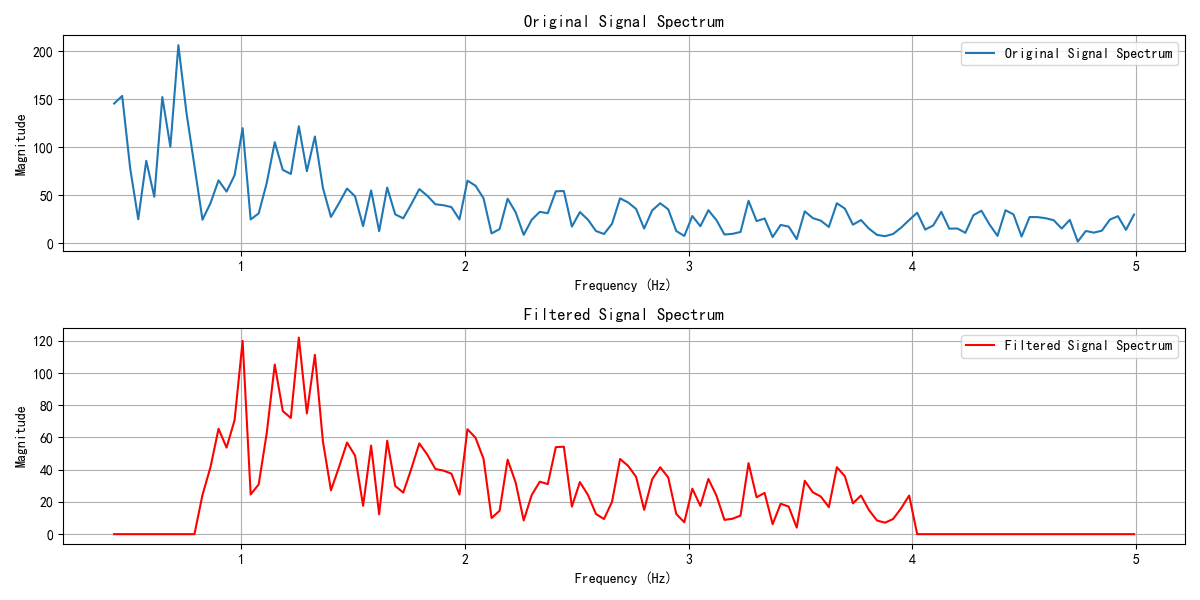 Original Signal Spectrum
200
150
100
50
0
Magnitude
Original Signal Spectrum
1 2 3 4 5
Frequency (Hz)
Filtered Signal Spectrum
120
100
80
60
40
20
0
Magnitude
Filtered Signal Spectrum
1 2 3 4 5
Frequency (Hz)